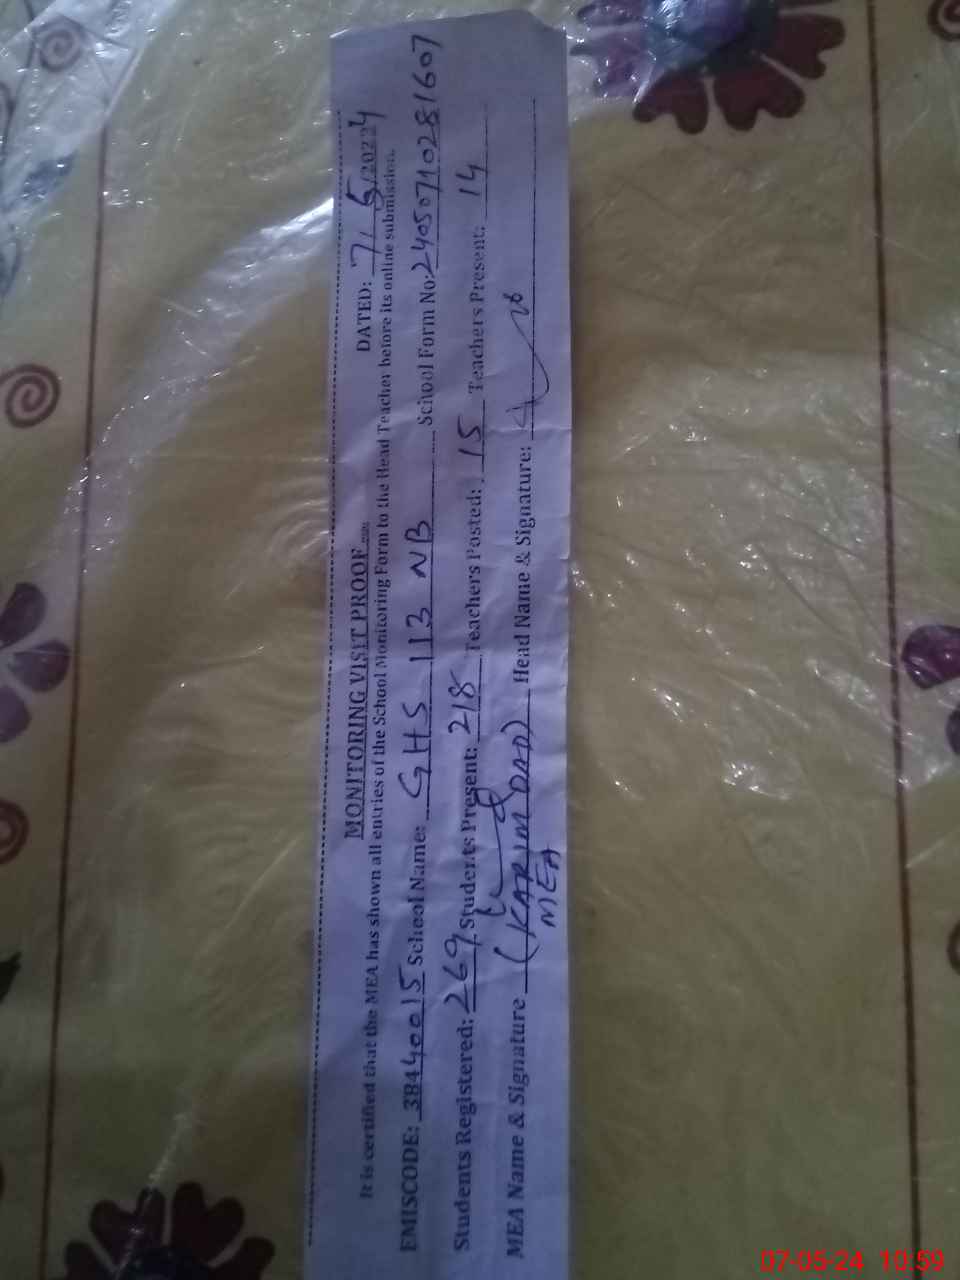 MONITORING VISIT PROOF
DATED: 7/5/20224
It is certified that the MEA has shown all entries of the School Monitoring Form to the Head Teacher before its online submission.
EMISCODE: 38440015 School Name: GHS 113 NB School Form No: 24050710281607
Students Registered: 269 Students Present: 218 Teachers Posted: 15 Teachers Present: 14
MEA Name & Signature (KARIM DAD) Head Name & Signature:
MEA
07-05-24 10:59